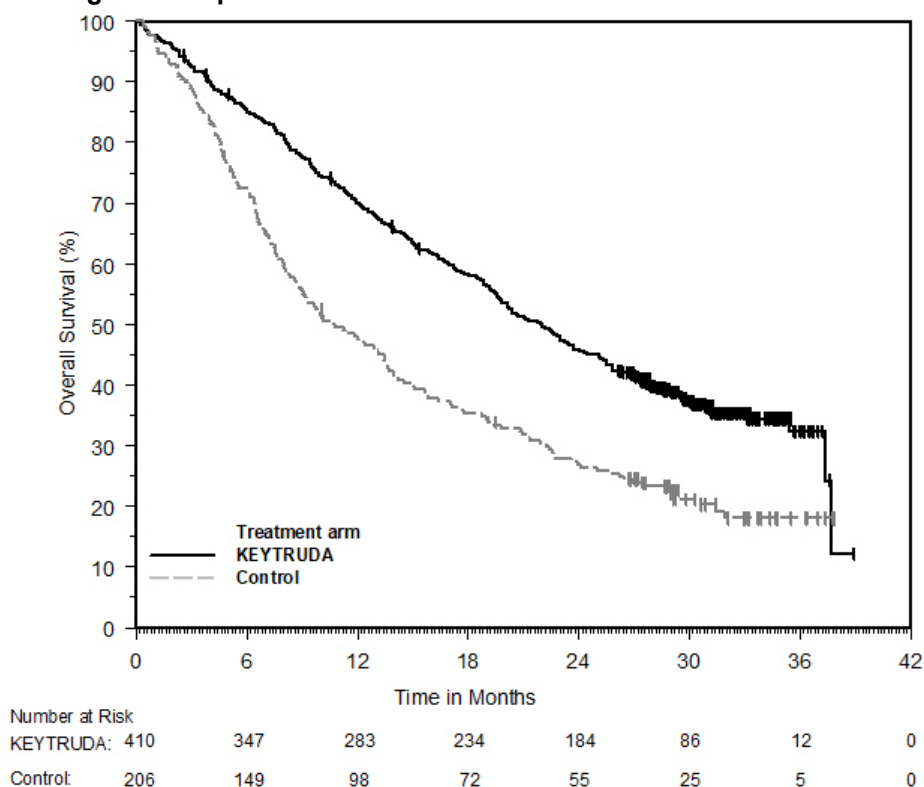 100
90
80
70
60
50
40
30
20
10
0
Overall Survival (%)
Treatment arm
KEYTRUDA
Control
0 6 12 18 24 30 36 42
Time in Months
Number at Risk
KEYTRUDA: 410 347 283 234 184 86 12 0
Control: 206 149 98 72 55 25 5 0